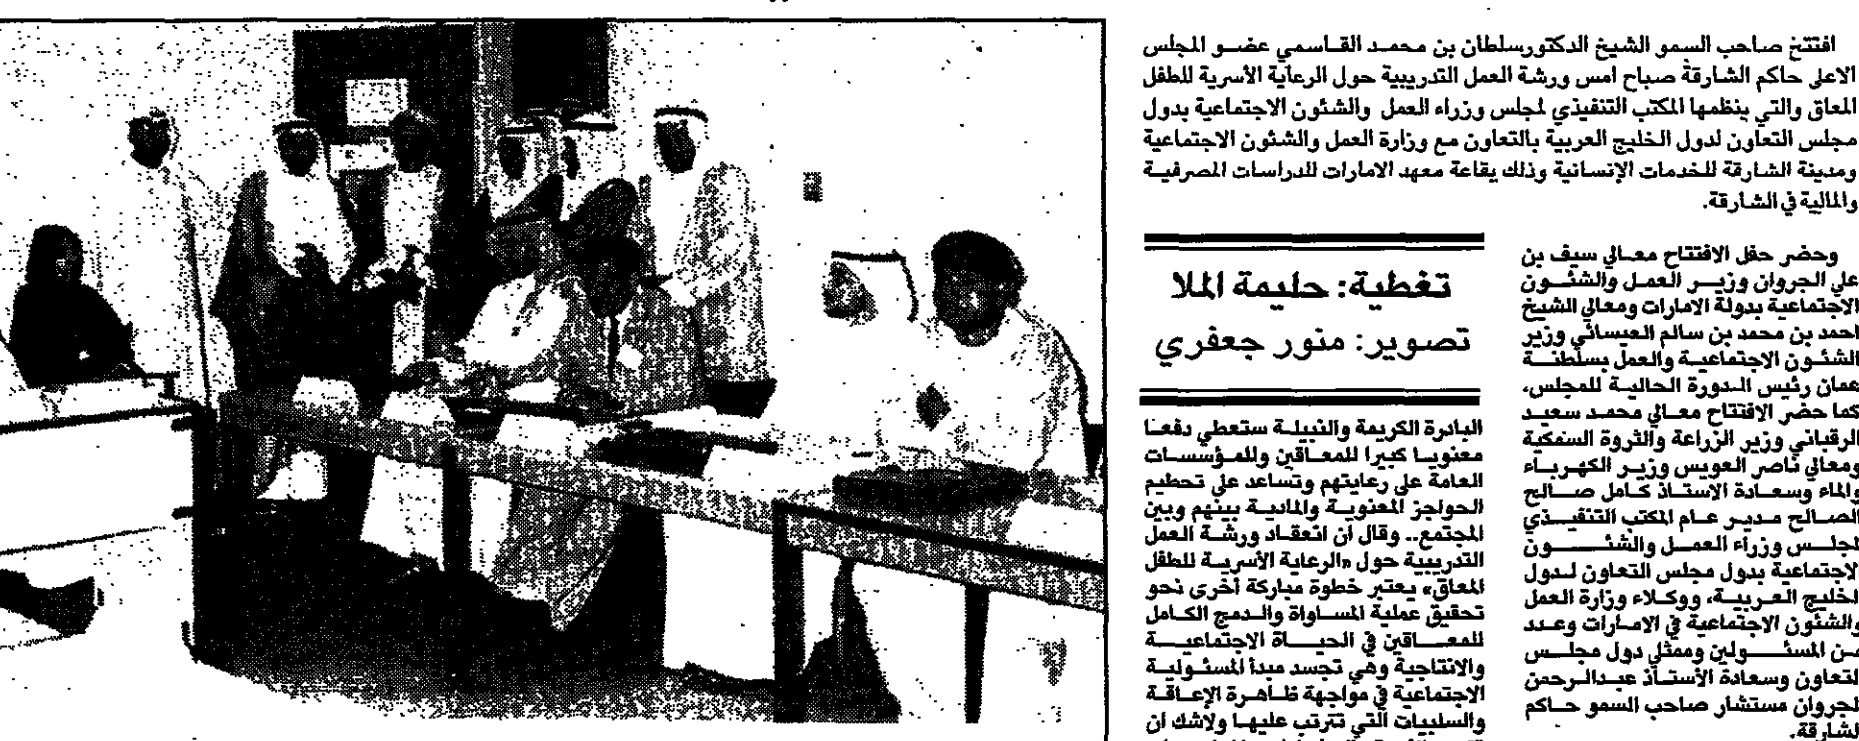 افتتح صاحب السمو الشيخ الدكتورسلطان بن محمد القاسمي عضو المجلس
الاعلى حاكم الشارقة صباح امس ورشة العمل التدريبية حول الرعاية الأسرية للطفل
المعاق والتي ينظمها المكتب التنفيذي لمجلس وزراء العمل والشئون الاجتماعية بدول
مجلس التعاون لدول الخليج العربية بالتعاون مع وزارة العمل والشئون الاجتماعية
ومدينة الشارقة للخدمات الإنسانية وذلك بقاعة معهد الامارات للدراسات المصرفية
والمالية في الشارقة.
وحضر حفل الافتتاح معالي سيف بن
علي الجروان وزير العمل والشئون
الاجتماعية بدولة الامارات ومعالي الشيخ
احمد بن محمد بن سالم العيسائي وزير
الشئون الاجتماعية والعمل بسلطنة
عمان رئيس الدورة الحالية للمجلس،
كما حضر الافتتاح معالي محمد سعيد
الرقباني وزير الزراعة والثروة السمكية
ومعالي ناصر العويس وزير الكهرباء
والماء وسعادة الاستاذ كامل صالح
الصالح مدير عام المكتب التنفيذي
لمجلس وزراء العمل والشئون
الاجتماعية بدول مجلس التعاون لدول
الخليج العربية، ووكلاء وزارة العمل
والشئون الاجتماعية في الامارات وعدد
من المسئولين وممثلي دول مجلس
التعاون وسعادة الأستاذ عبدالرحمن
الجروان مستشار صاحب السمو حاكم
الشارقة.
تغطية: حليمة الملا
تصوير: منور جعفري
البادرة الكريمة والنبيلة ستعطي دفعا
معنويا كبيرا للمعاقين وللمؤسسات
العامة على رعايتهم وتساعد على تحطيم
الحواجز المعنوية والمادية بينهم وبين
المجتمع.. وقال أن انعقاد ورشة العمل
التدريبية حول «الرعاية الأسرية للطفل
المعاق» يعتبر خطوة مباركة أخرى نحو
تحقيق عملية المساواة والدمج الكامل
للمعاقين في الحياة الاجتماعية
والانتاجية وهي تجسد مبدأ المسئولية
الاجتماعية في مواجهة ظاهرة الإعاقة
والسلبيات التي تترتب عليها ولاشك ان